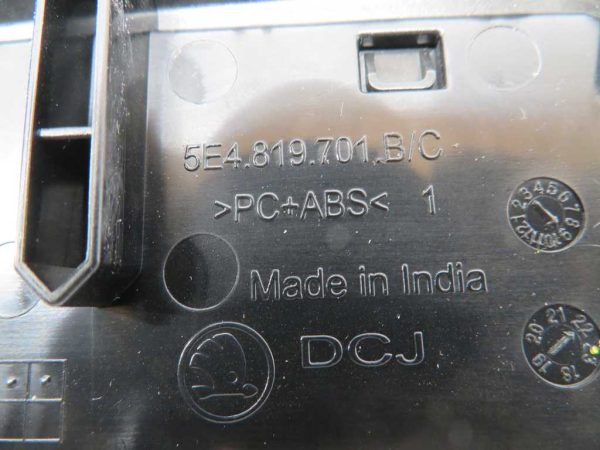 5E4.819.701.B/C
>PC+ABS< 1
Made in India
DCJ